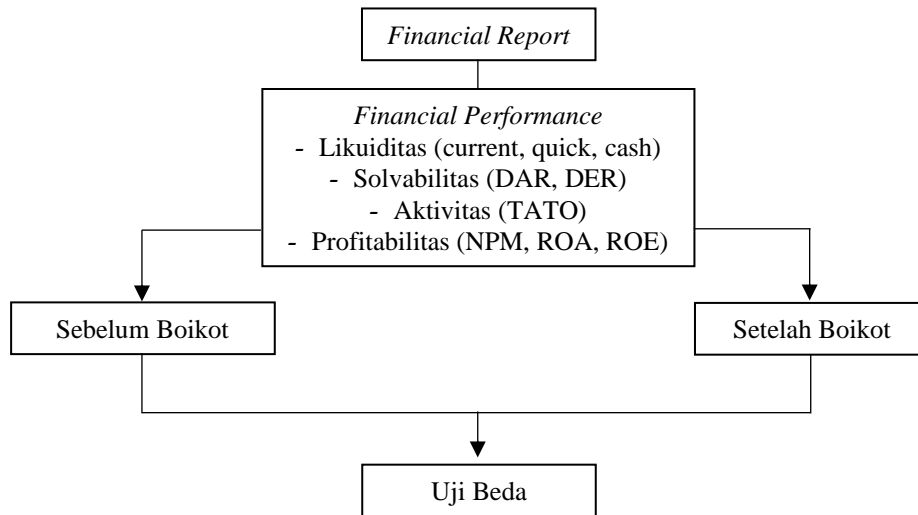 Financial Report
Financial Performance
- Likuiditas (current, quick, cash)
- Solvabilitas (DAR, DER)
- Aktivitas (TATO)
- Profitabilitas (NPM, ROA, ROE)
Sebelum Boikot
Setelah Boikot
Uji Beda